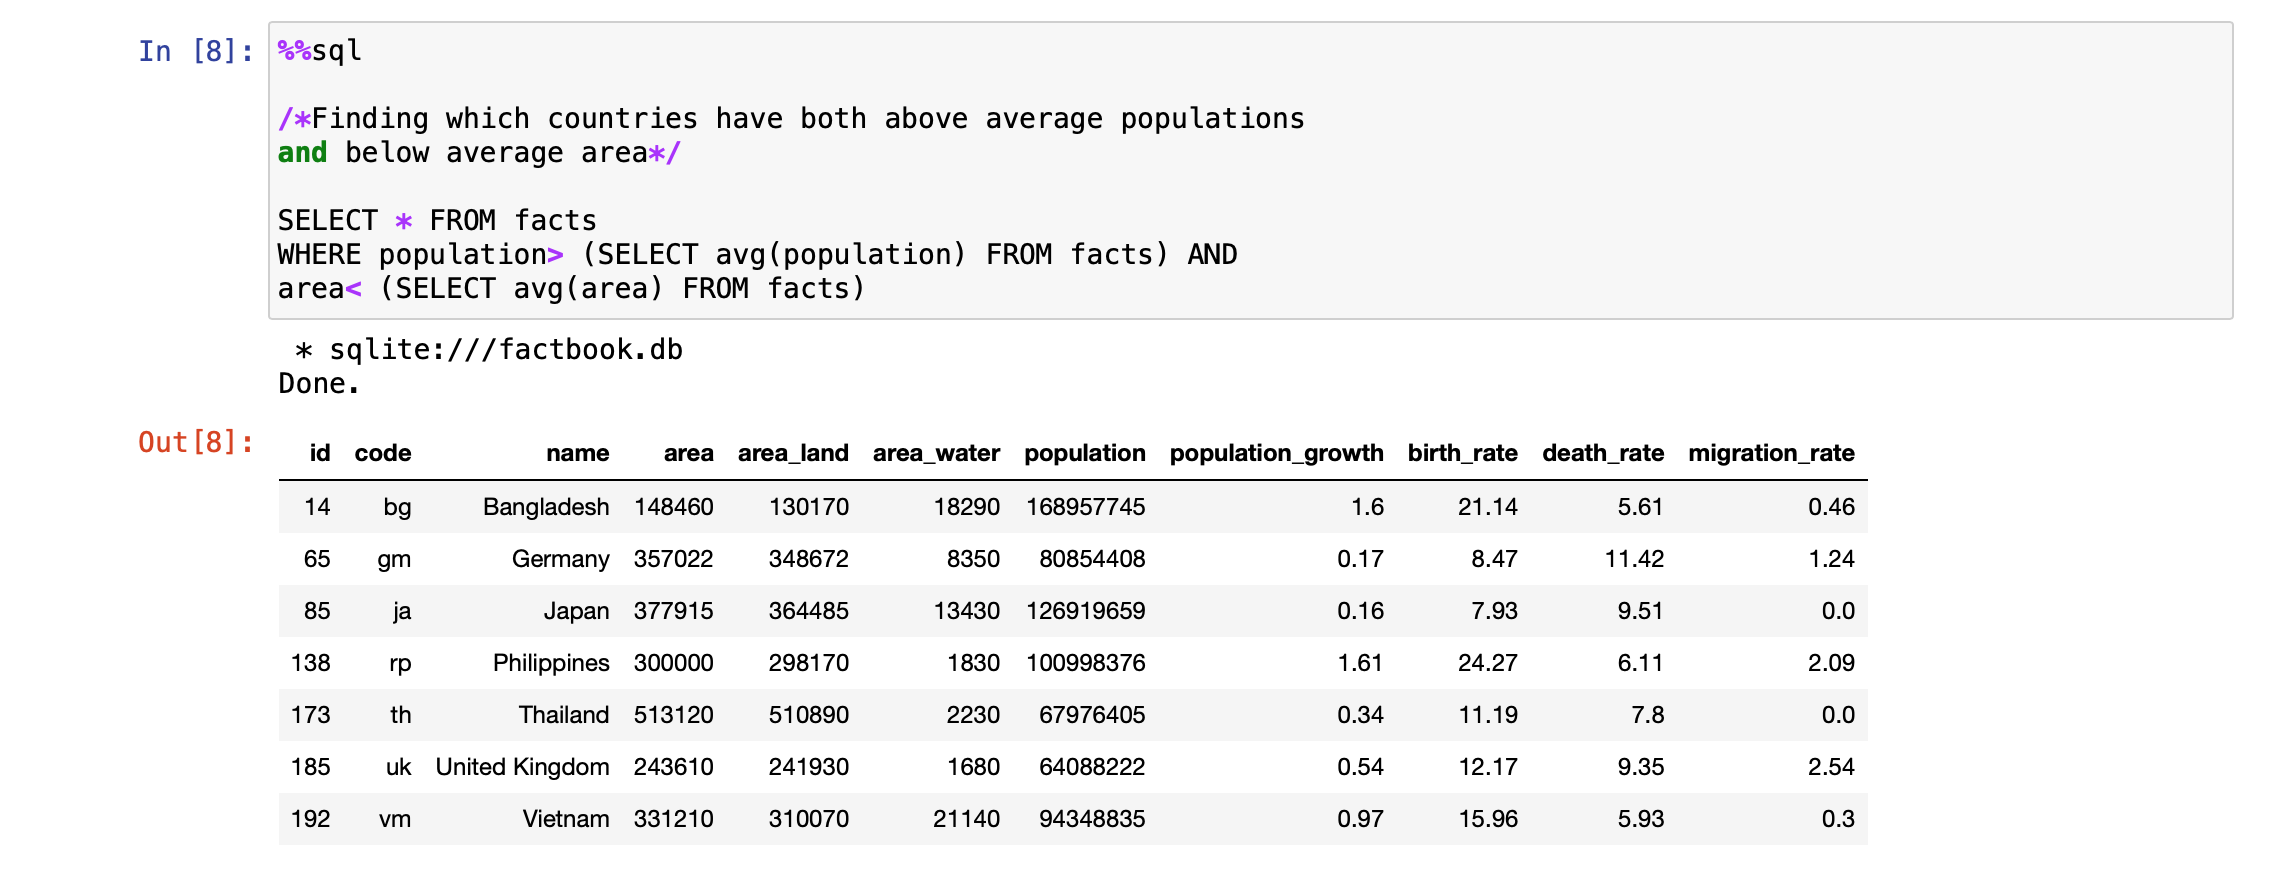 In [8]: %%sql
/*Finding which countries have both above average populations
and below average area*/
SELECT * FROM facts
WHERE population> (SELECT avg(population) FROM facts) AND
area< (SELECT avg(area) FROM facts)
* sqlite:///factbook.db
Done.
Out[8]:
id code name area area_land area_water population population_growth birth_rate death_rate migration_rate
14 bg Bangladesh 148460 130170 18290 168957745 1.6 21.14 5.61 0.46
65 gm Germany 357022 348672 8350 80854408 0.17 8.47 11.42 1.24
85 ja Japan 377915 364485 13430 126919659 0.16 7.93 9.51 0.0
138 rp Philippines 300000 298170 1830 100998376 1.61 24.27 6.11 2.09
173 th Thailand 513120 510890 2230 67976405 0.34 11.19 7.8 0.0
185 uk United Kingdom 243610 241930 1680 64088222 0.54 12.17 9.35 2.54
192 vm Vietnam 331210 310070 21140 94348835 0.97 15.96 5.93 0.3